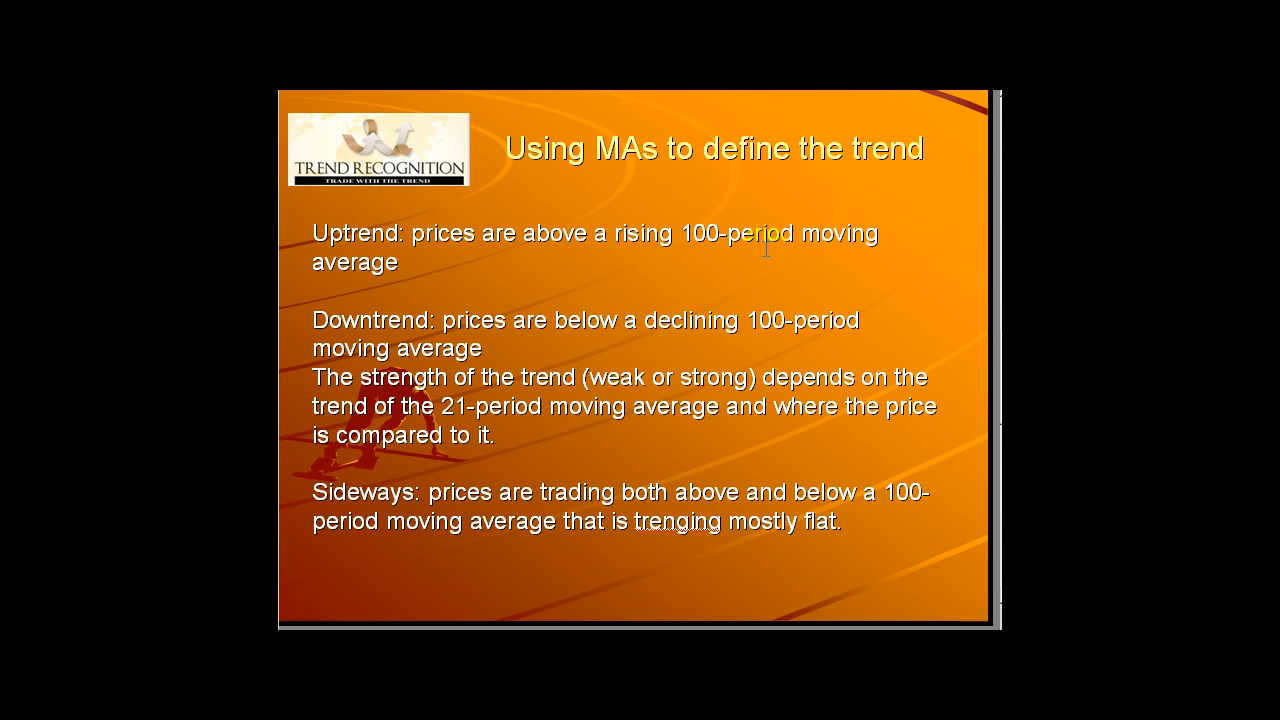 TREND RECOGNITION
TRADE WITH THE TREND
Using MAs to define the trend
Uptrend: prices are above a rising 100-period moving
average
Downtrend: prices are below a declining 100-period
moving average
The strength of the trend (weak or strong) depends on the
trend of the 21-period moving average and where the price
is compared to it.
Sideways: prices are trading both above and below a 100-
period moving average that is trenging mostly flat.